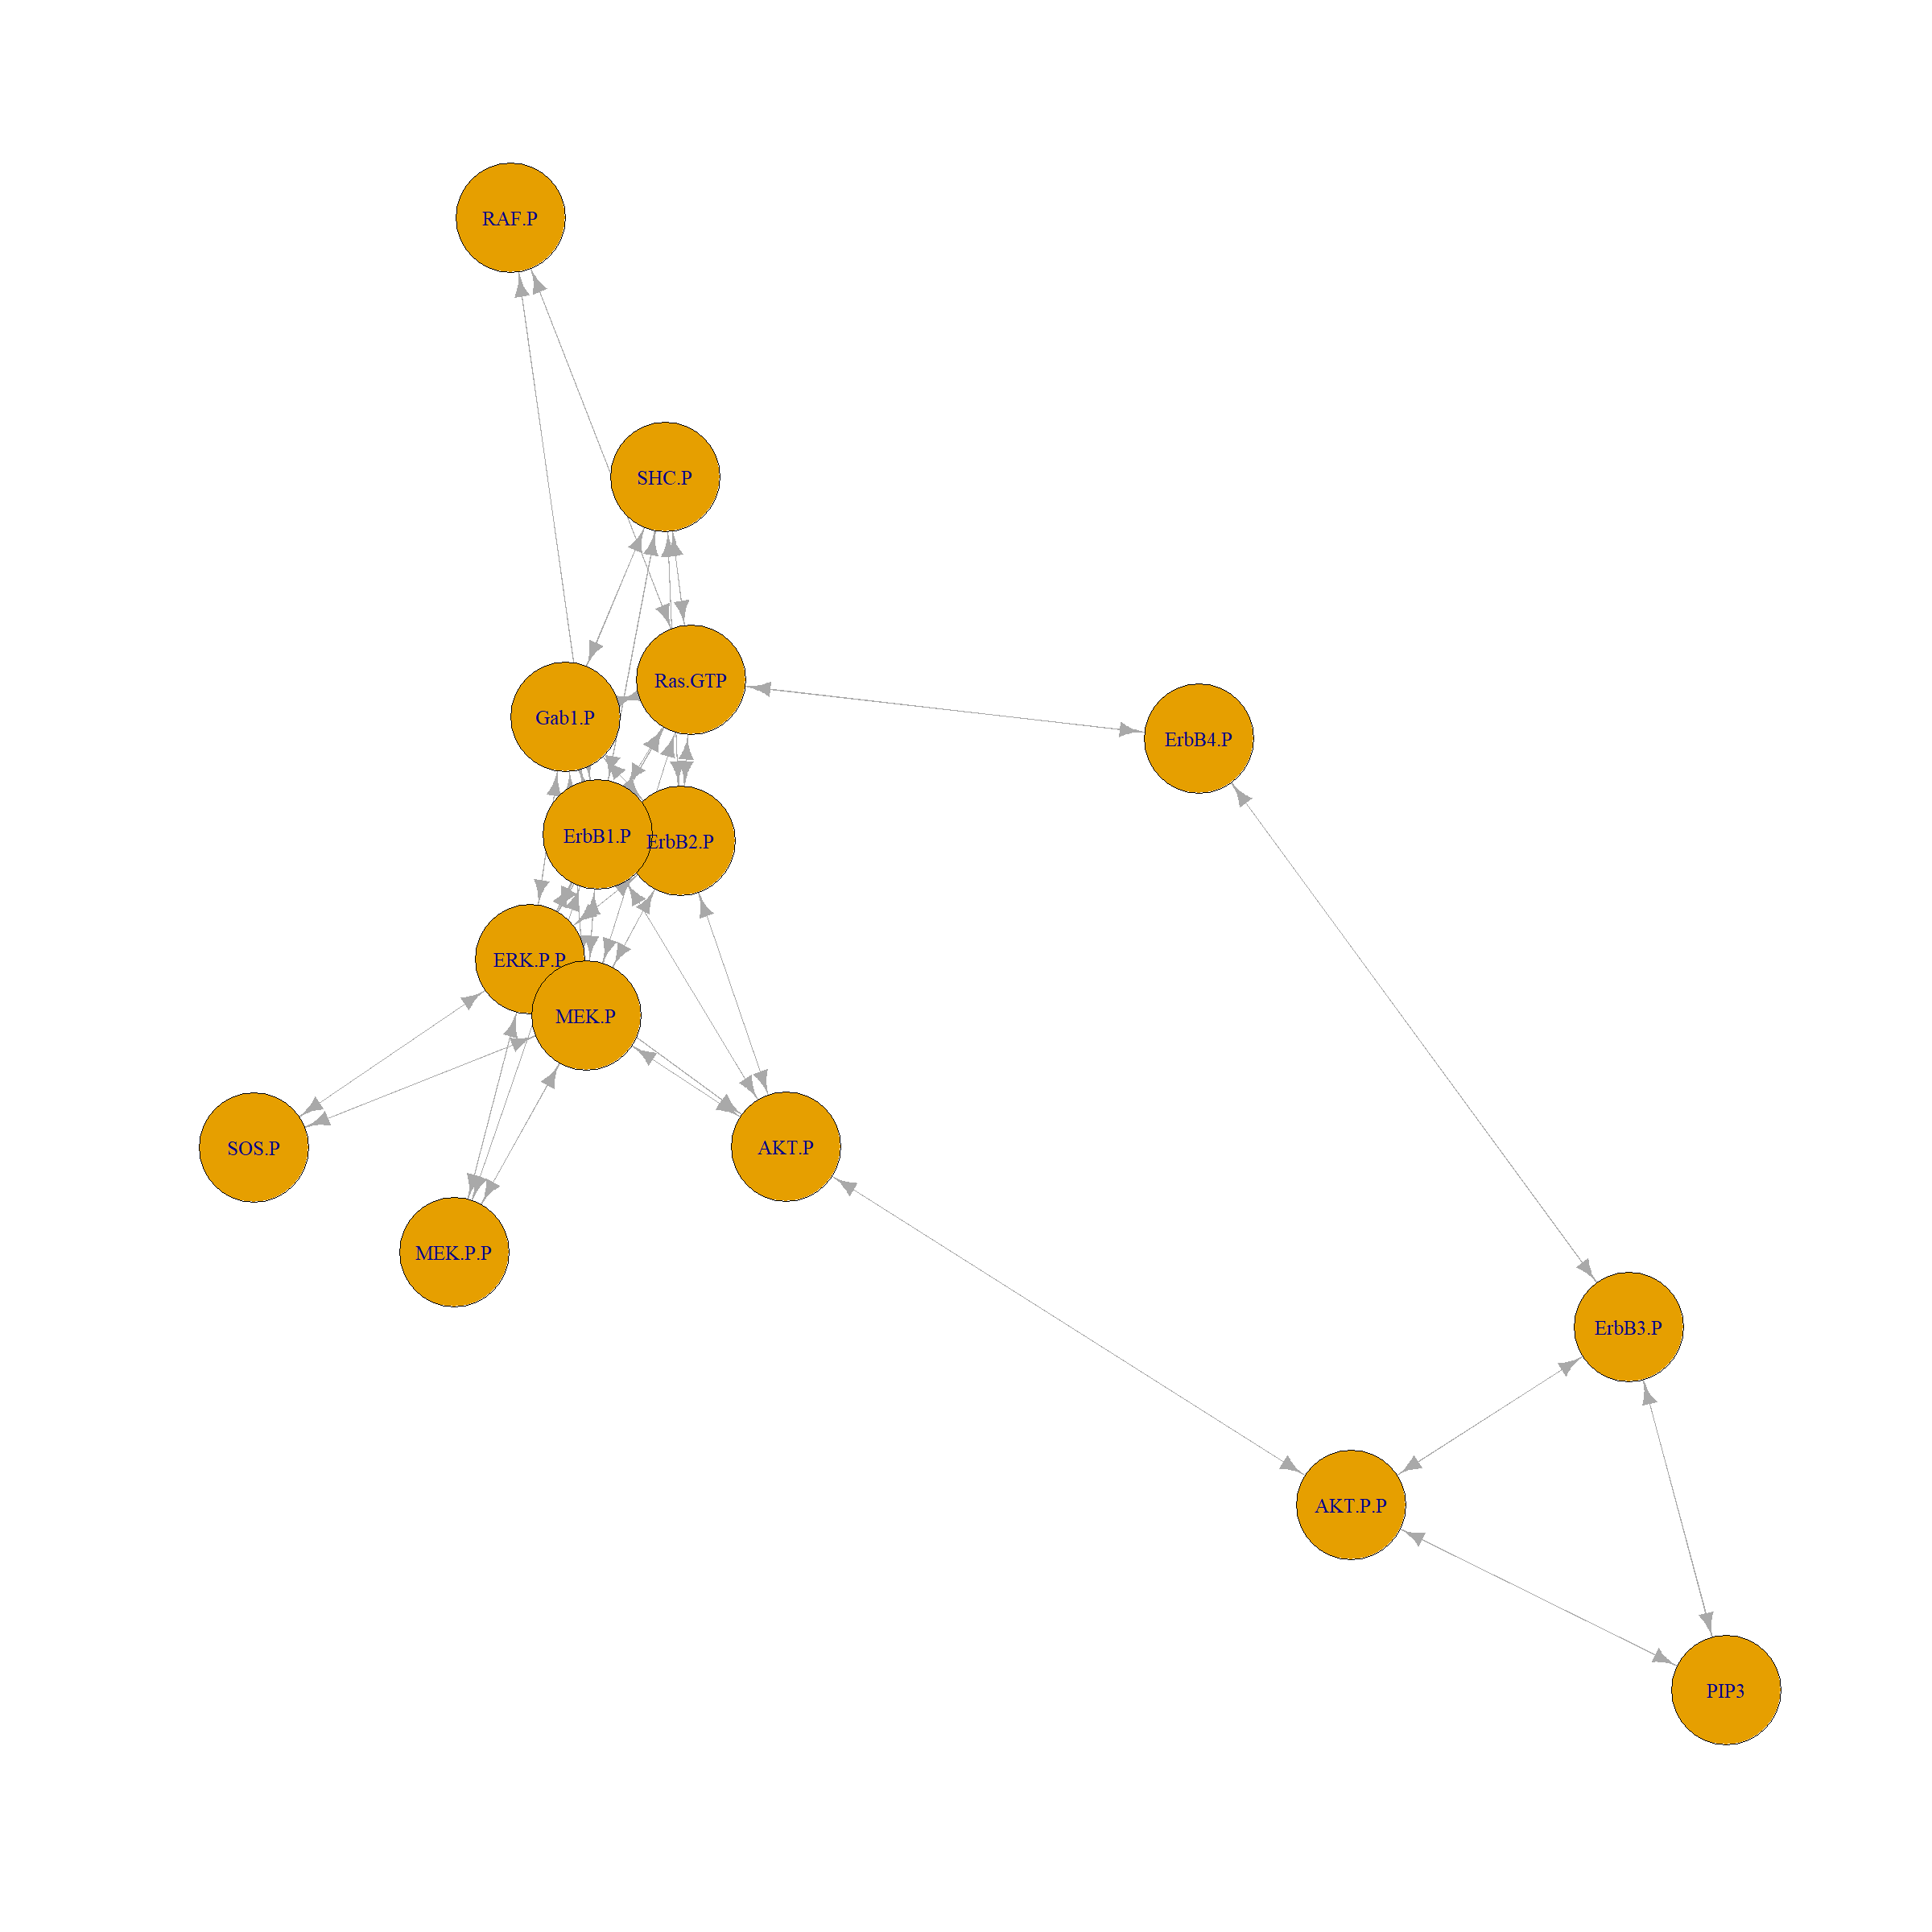 RAF.P
SHC.P
Ras.GTP
Gab1.P
ErbB4.P
ErbB1.P
ErbB2.P
ERK.P.P
MEK.P
SOS.P
AKT.P
MEK.P.P
ErbB3.P
AKT.P.P
PIP3